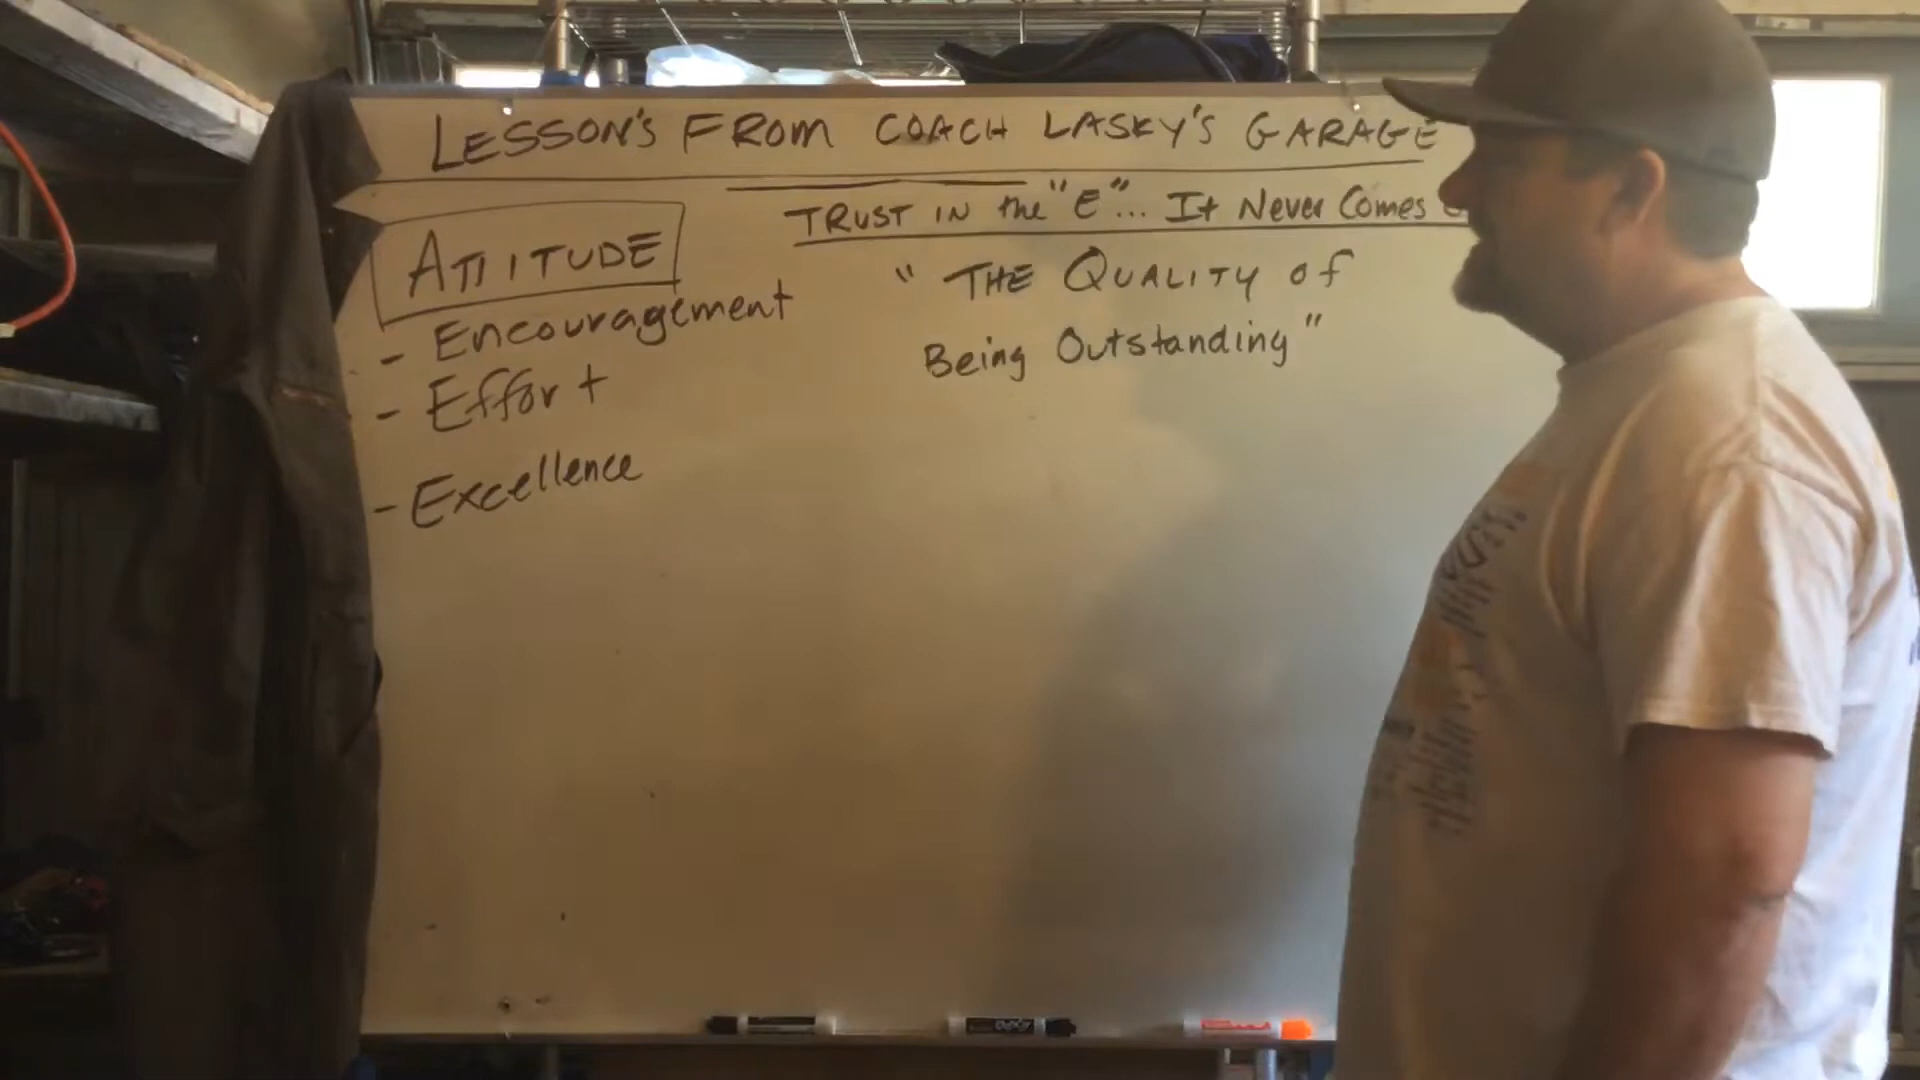 LESSON'S FROM COACH LASKY'S GARAGE
TRUST IN the "E"... It Never Comes
ATTITUDE
- Encouragement
- Effort
- Excellence
" THE QUALITY of
Being Outstanding"
EXPO